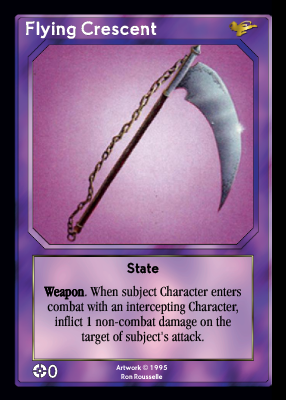 Flying Crescent
State
Weapon. When subject Character enters
combat with an intercepting Character,
inflict 1 non-combat damage on the
target of subject's attack.
0
Artwork © 1995
Ron Rousselle